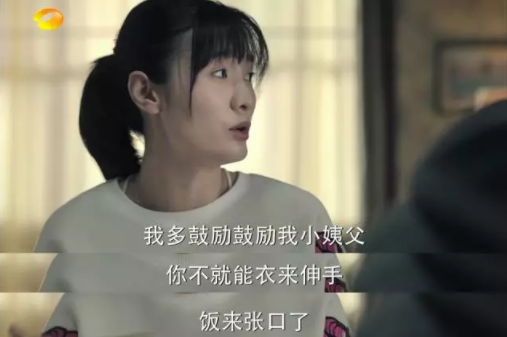 我多鼓励鼓励我小姨父
你不就能衣来伸手
饭来张口了